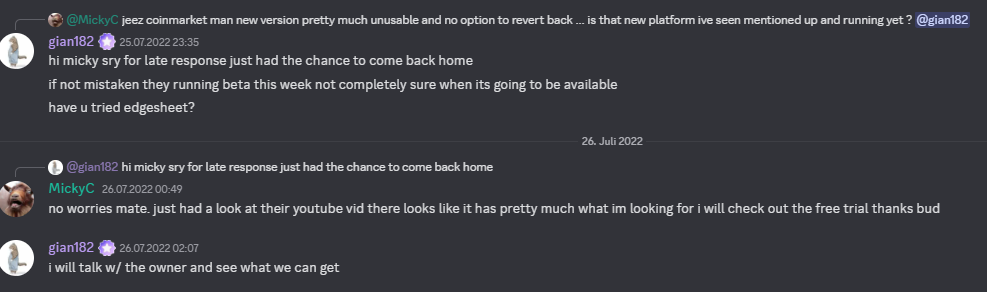 @MickyC jeez coinmarket man new version pretty much unusable and no option to revert back ... is that new platform ive seen mentioned up and running yet ? @gian182
gian182 25.07.2022 23:35
hi micky sry for late response just had the chance to come back home
if not mistaken they running beta this week not completely sure when its going to be available
have u tried edgesheet?
26. Juli 2022
@gian182 hi micky sry for late response just had the chance to come back home
MickyC 26.07.2022 00:49
no worries mate. just had a look at their youtube vid there looks like it has pretty much what im looking for i will check out the free trial thanks bud
gian182 26.07.2022 02:07
i will talk w/ the owner and see what we can get